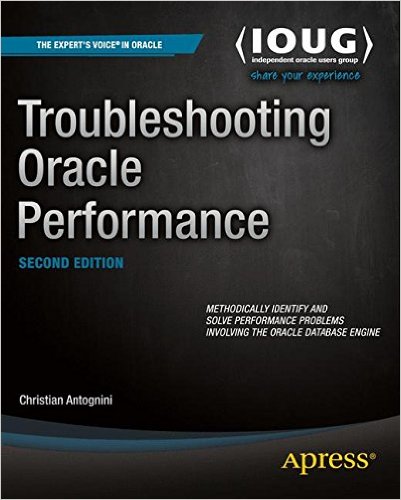 THE EXPERT'S VOICE® IN ORACLE
IOUG
independent oracle users group
share your experience
Troubleshooting
Oracle
Performance
SECOND EDITION
METHODICALLY IDENTIFY AND
SOLVE PERFORMANCE PROBLEMS
INVOLVING THE ORACLE DATABASE ENGINE
Christian Antognini
Apress®